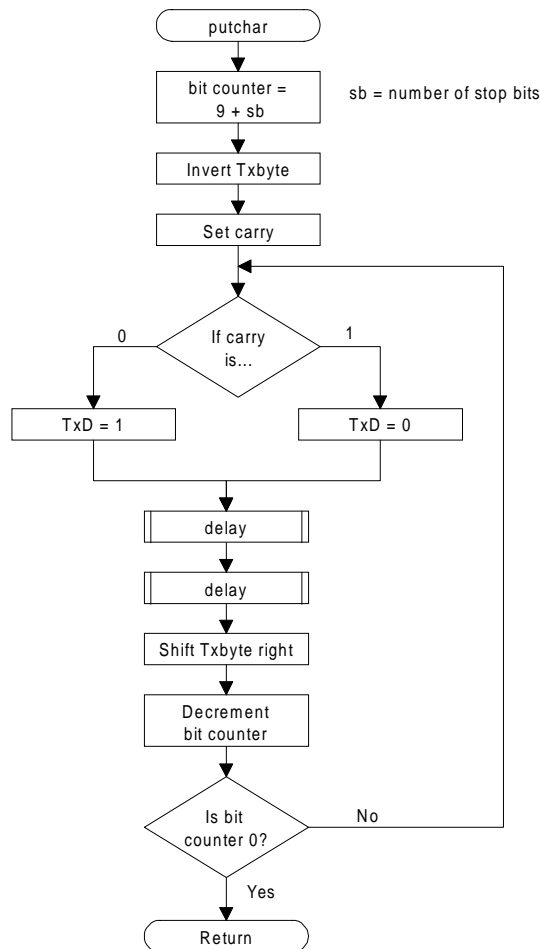 putchar
bit counter =
9 + sb
sb = number of stop bits
Invert Txbyte
Set carry
If carry
is...
0
1
TxD = 1
TxD = 0
delay
delay
Shift Txbyte right
Decrement
bit counter
Is bit
counter 0?
No
Yes
Return